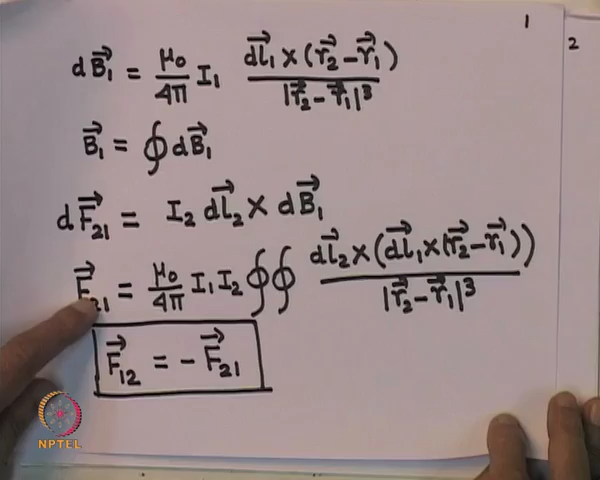 1
2
dB⃗₁ = μ₀/4π I₁ dl⃗₁ × (r⃗₂ − r⃗₁) / |r⃗₂ − r⃗₁|³
B⃗₁ = ∮ dB⃗₁
dF⃗₂₁ = I₂ dl⃗₂ × dB⃗₁
F⃗₂₁ = μ₀/4π I₁ I₂ ∮∮ dl⃗₂ × (dl⃗₁ × (r⃗₂ − r⃗₁)) / |r⃗₂ − r⃗₁|³
F⃗₁₂ = − F⃗₂₁
NPTEL